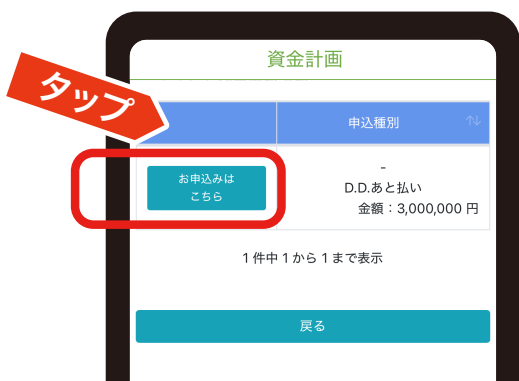 資金計画
タップ
申込種別 ↑↓
お申込みは
こちら
-
D.D.あと払い
金額：3,000,000 円
1 件中 1 から 1 まで表示
戻る